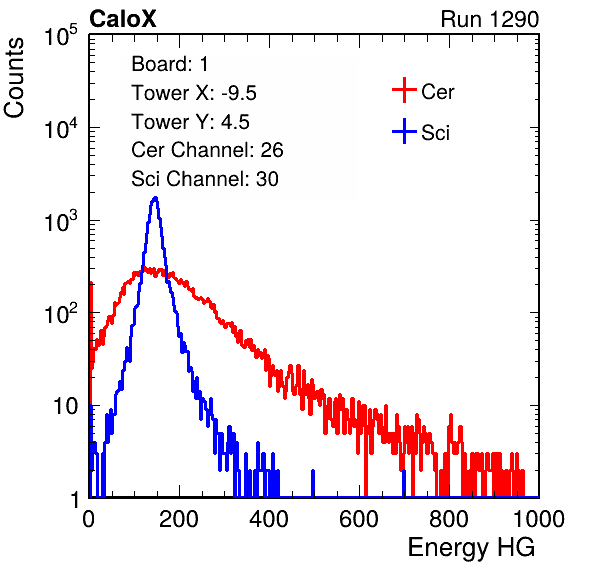 CaloX Run 1290
Counts
10^5
10^4
10^3
10^2
10
1
Board: 1
Tower X: -9.5
Tower Y: 4.5
Cer Channel: 26
Sci Channel: 30
Cer
Sci
0 200 400 600 800 1000
Energy HG